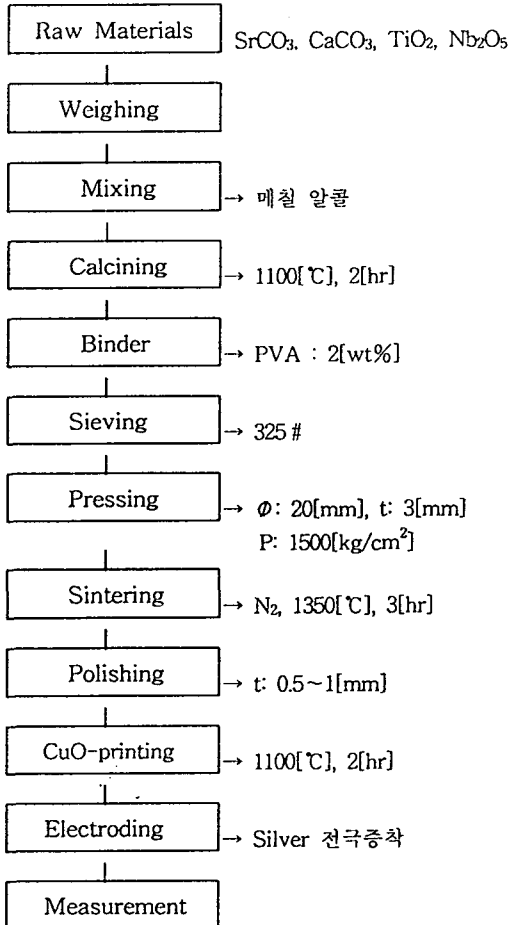 Raw Materials SrCO₃, CaCO₃, TiO₂, Nb₂O₅
Weighing
Mixing →메칠 알콜
Calcining → 1100[℃], 2[hr]
Binder → PVA : 2[wt%]
Sieving → 325 #
Pressing → Φ: 20[mm], t: 3[mm]
P: 1500[kg/cm²]
Sintering → N₂, 1350[℃], 3[hr]
Polishing → t: 0.5~1[mm]
CuO-printing → 1100[℃], 2[hr]
Electroding → Silver 전극증착
Measurement